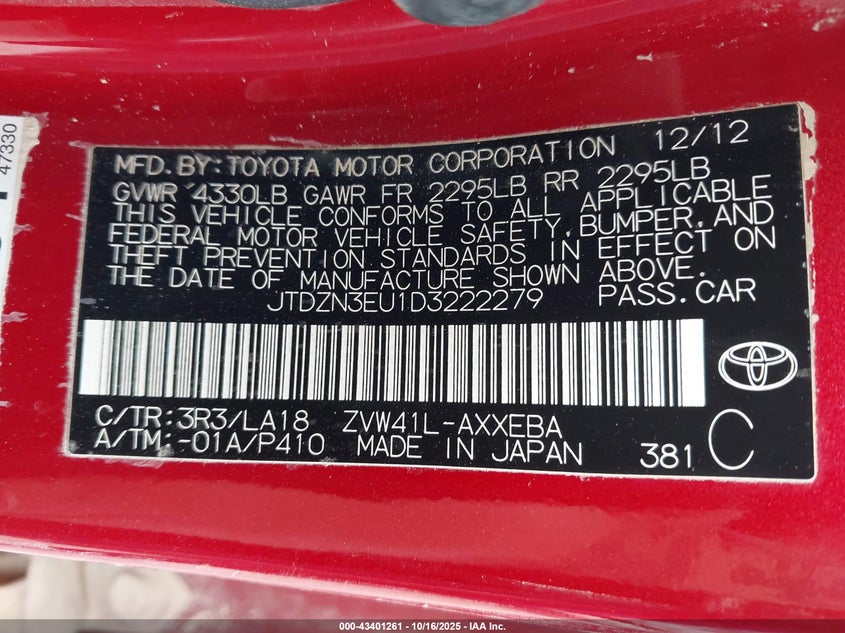 47330
MFD. BY: TOYOTA MOTOR CORPORATION 12/12
GVWR 4330LB GAWR FR 2295LB RR 2295LB
THIS VEHICLE CONFORMS TO ALL APPLICABLE
FEDERAL MOTOR VEHICLE SAFETY, BUMPER, AND
THEFT PREVENTION STANDARDS IN EFFECT ON
THE DATE OF MANUFACTURE SHOWN ABOVE.
JTDZN3EU1D3222279 PASS. CAR
C/TR: 3R3/LA18 ZVW41L-AXXEBA
A/TM: -01A/P410 MADE IN JAPAN 381 C
000-43401261 - 10/16/2025 - IAA Inc.